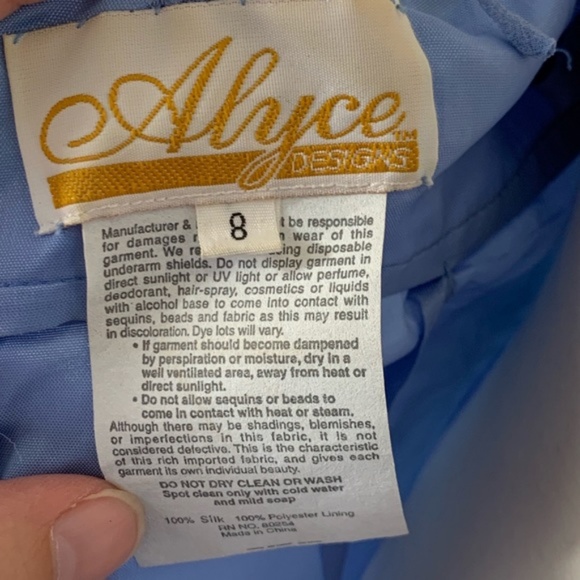 Alyce™
DESIGNS
8
Manufacturer & be responsible
for damages wear of this
garment. We disposable
underarm shields. Do not display garment in
direct sunlight or UV light or allow perfume,
deodorant, hair-spray, cosmetics or liquids
with alcohol base to come into contact with
sequins, beads and fabric as this may result
in discoloration. Dye lots will vary.
• If garment should become dampened
by perspiration or moisture, dry in a
well ventilated area, away from heat or
direct sunlight.
• Do not allow sequins or beads to
come in contact with heat or steam.
Although there may be shadings, blemishes,
or imperfections in this fabric, it is not
considered defective. This is the characteristic
of this rich imported fabric, and gives each
garment its own individual beauty.
DO NOT DRY CLEAN OR WASH
Spot clean only with cold water
and mild soap
100% Silk 100% Polyester Lining
RN NO. 80254
Made in China